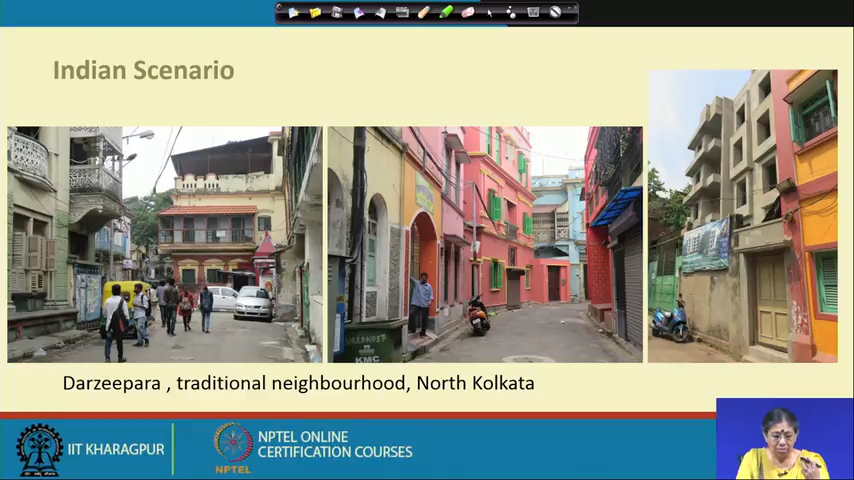 Indian Scenario
KMC
Darzeepara , traditional neighbourhood, North Kolkata
IIT KHARAGPUR
NPTEL
NPTEL ONLINE
CERTIFICATION COURSES